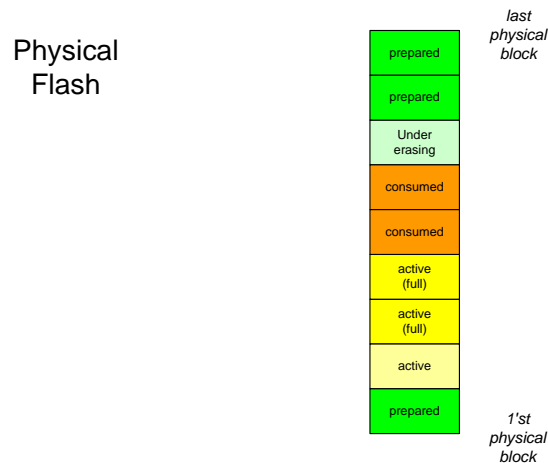 Physical
Flash
last
physical
block
prepared
prepared
Under
erasing
consumed
consumed
active
(full)
active
(full)
active
prepared
1'st
physical
block